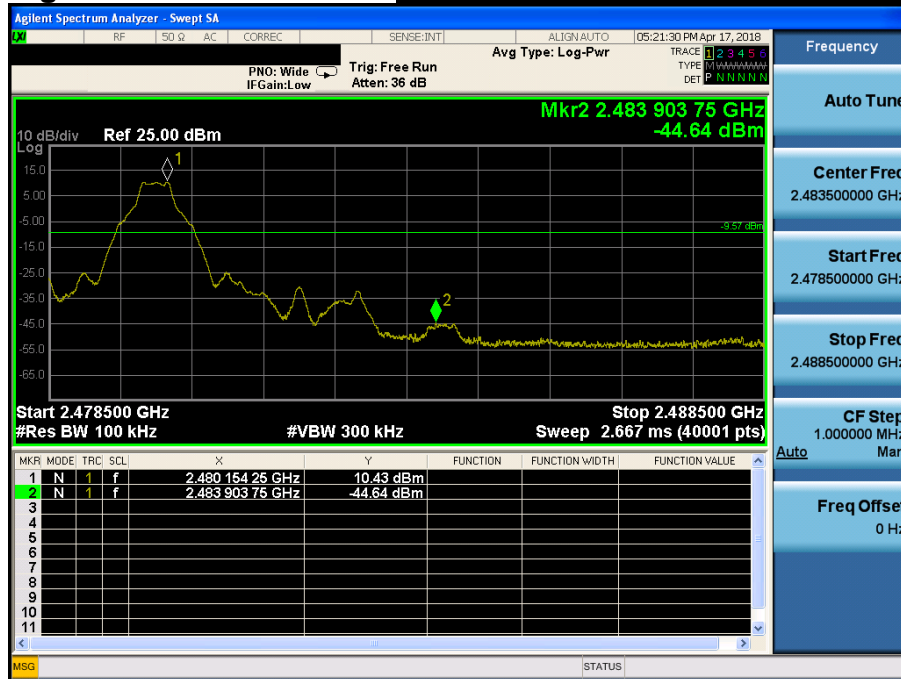 Agilent Spectrum Analyzer - Swept SA
LXI RF 50 Ω AC CORREC SENSE:INT ALIGN AUTO 05:21:30 PM Apr 17, 2018
Frequency
PNO: Wide
IFGain:Low
Trig: Free Run
Atten: 36 dB
Avg Type: Log-Pwr
TRACE 1 2 3 4 5 6
TYPE M WWWWW
DET P N N N N N
Auto Tune
Mkr2 2.483 903 75 GHz
-44.64 dBm
10 dB/div Ref 25.00 dBm
Log
15.0
5.00
-5.00
-15.0
-25.0
-35.0
-45.0
-55.0
-65.0
1
-9.57 dBm
2
Center Freq
2.483500000 GHz
Start Freq
2.478500000 GHz
Stop Freq
2.488500000 GHz
Start 2.478500 GHz Stop 2.488500 GHz
#Res BW 100 kHz #VBW 300 kHz Sweep 2.667 ms (40001 pts)
CF Step
1.000000 MHz
Auto Man
MKR MODE TRC SCL X Y FUNCTION FUNCTION WIDTH FUNCTION VALUE
1 N 1 f 2.480 154 25 GHz 10.43 dBm
2 N 1 f 2.483 903 75 GHz -44.64 dBm
3
4
5
6
7
8
9
10
11
Freq Offset
0 Hz
MSG STATUS